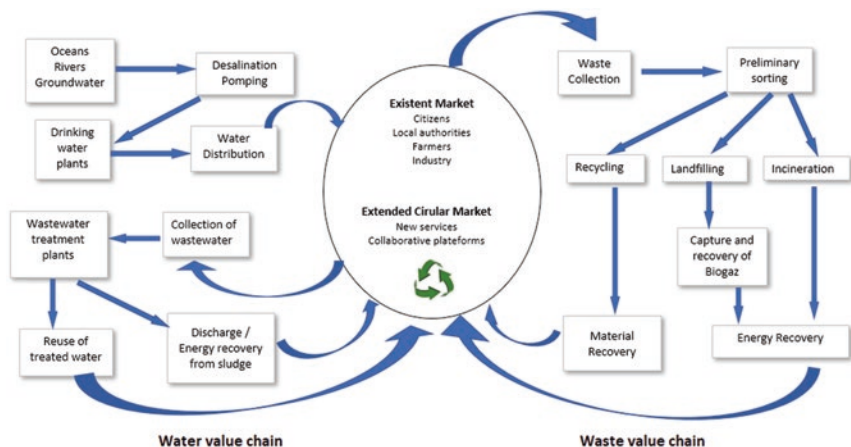 Oceans
Rivers
Groundwater
Desalination
Pomping
Drinking
water
plants
Water
Distribution
Wastewater
treatment
plants
Collection of
wastewater
Reuse of
treated water
Discharge /
Energy recovery
from sludge
Existent Market
Citizens
Local authorities
Farmers
Industry
Extended Cirular Market
New services
Collaborative plateforms
Waste
Collection
Preliminary
sorting
Recycling
Landfilling
Incineration
Capture and
recovery of
Biogaz
Material
Recovery
Energy Recovery
Water value chain
Waste value chain